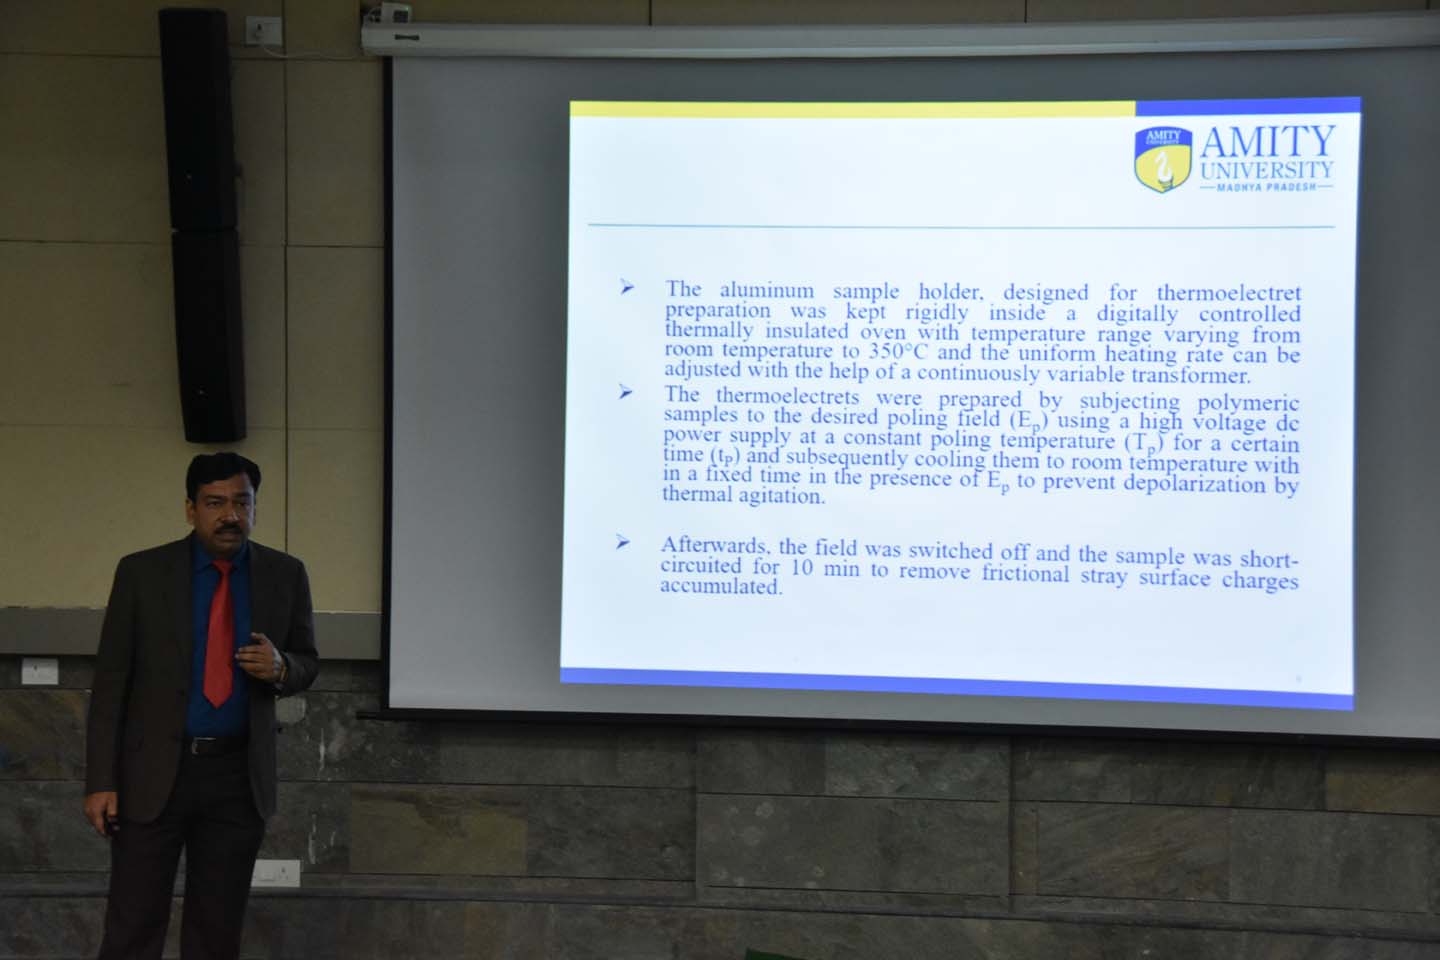 AMITY
UNIVERSITY
AMITY
UNIVERSITY
MADHYA PRADESH
➢ The aluminum sample holder, designed for thermoelectret
preparation was kept rigidly inside a digitally controlled
thermally insulated oven with temperature range varying from
room temperature to 350°C and the uniform heating rate can be
adjusted with the help of a continuously variable transformer.
➢ The thermoelectrets were prepared by subjecting polymeric
samples to the desired poling field (Ep) using a high voltage dc
power supply at a constant poling temperature (Tp) for a certain
time (tP) and subsequently cooling them to room temperature with
in a fixed time in the presence of Ep to prevent depolarization by
thermal agitation.
➢ Afterwards, the field was switched off and the sample was short-
circuited for 10 min to remove frictional stray surface charges
accumulated.